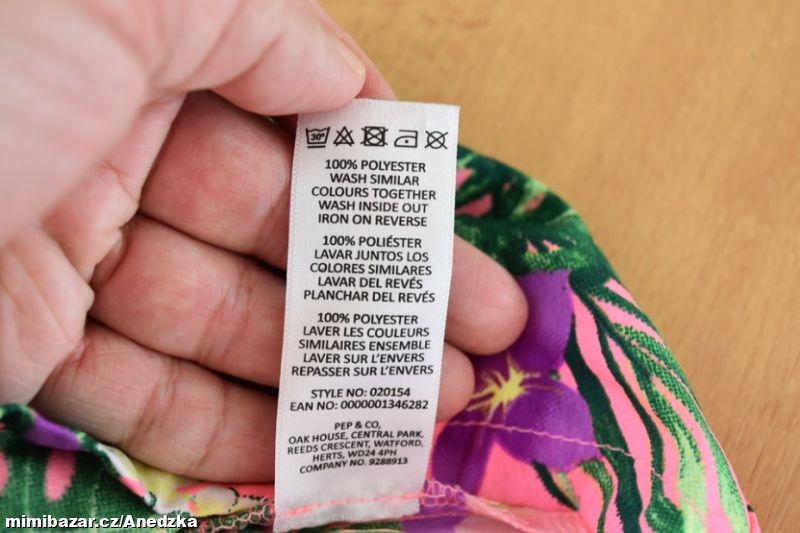 30°
100% POLYESTER
WASH SIMILAR
COLOURS TOGETHER
WASH INSIDE OUT
IRON ON REVERSE
100% POLIÉSTER
LAVAR JUNTOS LOS
COLORES SIMILARES
LAVAR DEL REVÉS
PLANCHAR DEL REVÉS
100% POLYESTER
LAVER LES COULEURS
SIMILAIRES ENSEMBLE
LAVER SUR L'ENVERS
REPASSER SUR L'ENVERS
STYLE NO: 020154
EAN NO: 0000001346282
PEP & CO,
OAK HOUSE, CENTRAL PARK,
REEDS CRESCENT, WATFORD,
HERTS, WD24 4PH
COMPANY NO. 9288913
mimibazar.cz/Anedzka